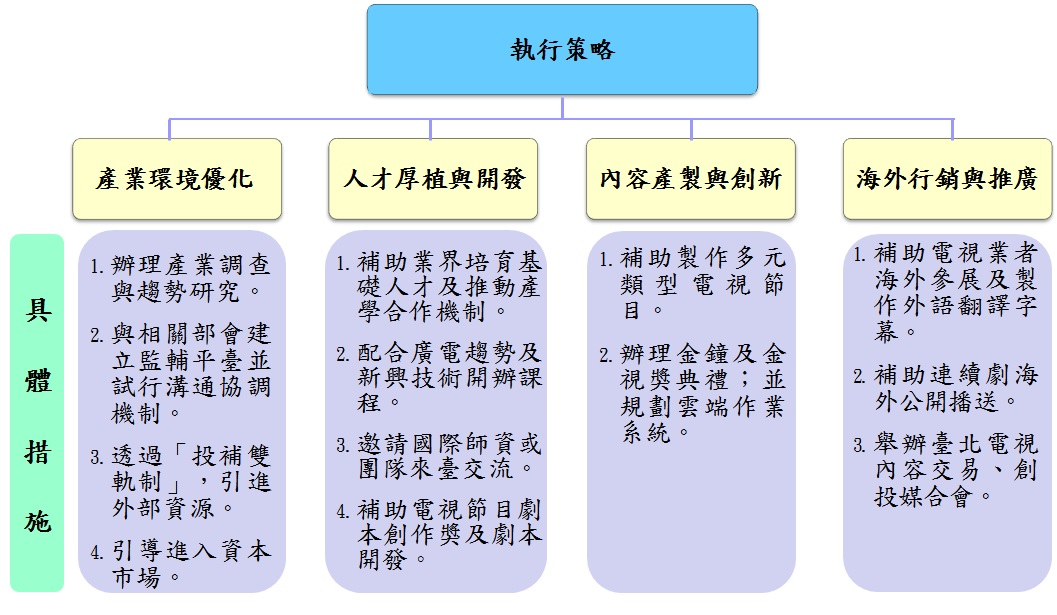 執行策略
產業環境優化
人才厚植與開發
內容產製與創新
海外行銷與推廣
具
體
措
施
1. 辦理產業調查
與趨勢研究。
2. 與相關部會建
立監輔平臺並
試行溝通協調
機制。
3. 透過「投補雙
軌制」，引進
外部資源。
4. 引導進入資本
市場。
1. 補助業界培育基
礎人才及推動產
學合作機制。
2. 配合廣電趨勢及
新興技術開辦課
程。
3. 邀請國際師資或
團隊來臺交流。
4. 補助電視節目劇
本創作獎及劇本
開發。
1. 補助製作多元
類型電視節
目。
2. 辦理金鐘及金
視獎典禮；並
規劃雲端作業
系統。
1. 補助電視業者
海外參展及製
作外語翻譯字
幕。
2. 補助連續劇海
外公開播送。
3. 舉辦臺北電視
內容交易、創
投媒合會。